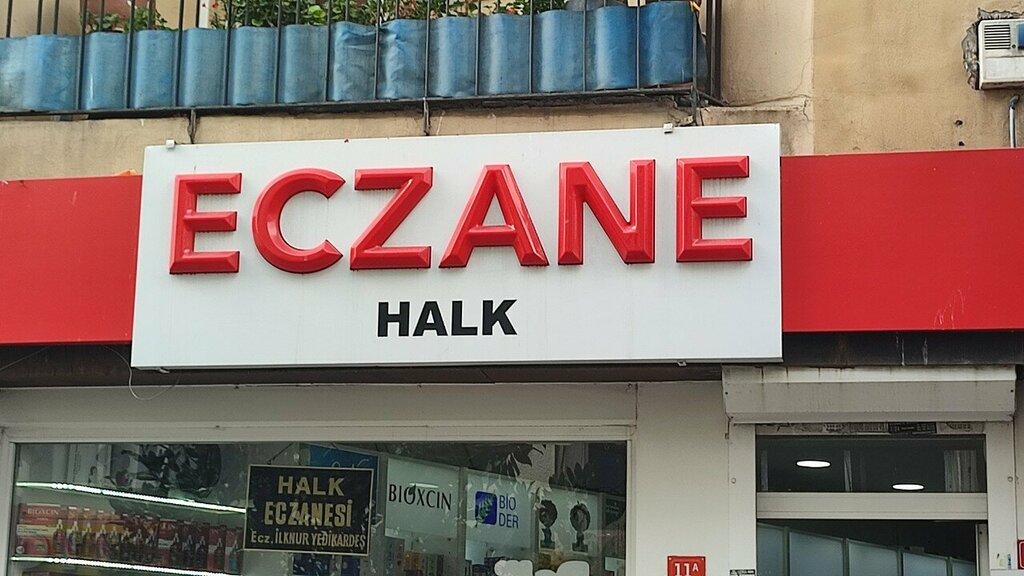 ECZANE
HALK
HALK
ECZANESİ
Ecz. İLKNUR YEDİKARDEŞ
BIOXCIN
BIO
DER
BIOXCIN
11A